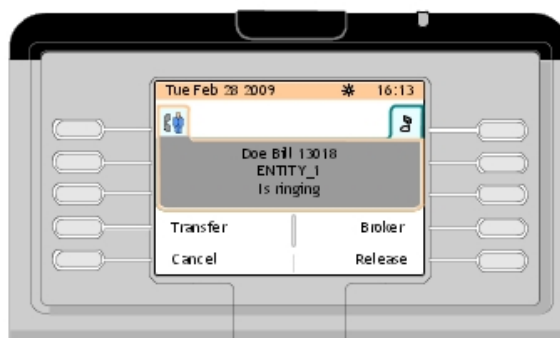 Tue Feb 28 2009 16:13
Doe Bill 13018
ENTITY_1
Is ringing
Transfer Broker
Cancel Release